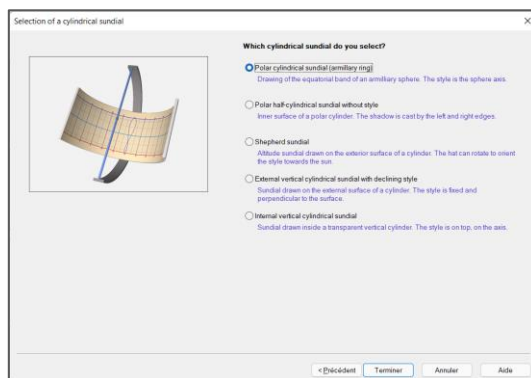 Selection of a cylindrical sundial
Which cylindrical sundial do you select?
Polar cylindrical sundial (armillary ring)
Drawing of the equatorial band of an armilliary sphere. The style is the sphere axis.
Polar half-cylindrical sundial without style
Inner surface of a polar cylinder. The shadow is cast by the left and right edges.
Shepherd sundial
Altitude sundial drawn on the exterior surface of a cylinder. The hat can rotate to orient
the style towards the sun.
External vertical cylindrical sundial with declining style
Sundial drawn on the external surface of a cylinder. The style is fixed and
perpendicular to the surface.
Internal vertical cylindrical sundial
Sundial drawn inside a transparent vertical cylinder. The style is on top, on the axis.
< Précédent Terminer Annuler Aide